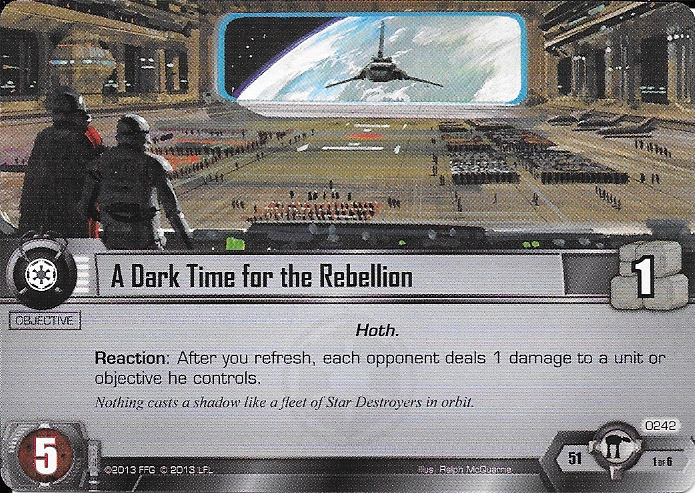 A Dark Time for the Rebellion
1
OBJECTIVE
Hoth.
Reaction: After you refresh, each opponent deals 1 damage to a unit or
objective he controls.
Nothing casts a shadow like a fleet of Star Destroyers in orbit.
5
©2013 FFG © 2013 LFL
Illus. Ralph McQuarrie
0242
51
1 OF 6